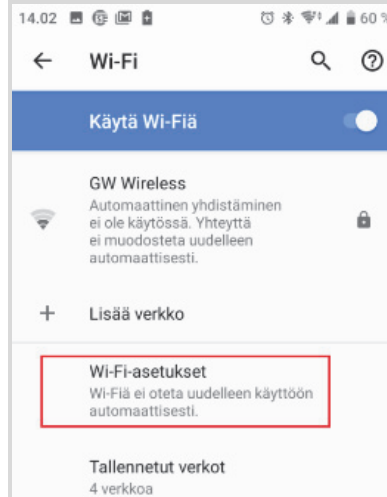 14.02 60 %
Wi-Fi
Käytä Wi-Fiä
GW Wireless
Automaattinen yhdistäminen
ei ole käytössä. Yhteyttä
ei muodosteta uudelleen
automaattisesti.
Lisää verkko
Wi-Fi-asetukset
Wi-Fiä ei oteta uudelleen käyttöön
automaattisesti.
Tallennetut verkot
4 verkkoa